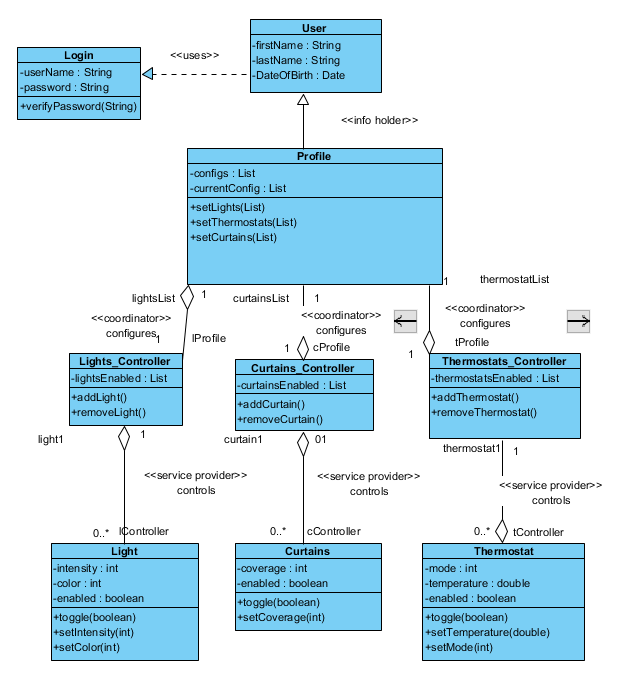 User
-firstName : String
-lastName : String
-DateOfBirth : Date
<<uses>>
Login
-userName : String
-password : String
+verifyPassword(String)
<<info holder>>
Profile
-configs : List
-currentConfig : List
+setLights(List)
+setThermostats(List)
+setCurtains(List)
lightsList
1
<<coordinator>>
configures
1
lProfile
curtainsList
1
<<coordinator>>
configures
1
cProfile
1
thermostatList
<<coordinator>>
configures
tProfile
1
Lights_Controller
-lightsEnabled : List
+addLight()
+removeLight()
Curtains_Controller
-curtainsEnabled : List
+addCurtain()
+removeCurtain()
Thermostats_Controller
-thermostatsEnabled : List
+addThermostat()
+removeThermostat()
light1
1
<<service provider>>
controls
0..*
lController
curtain1
01
<<service provider>>
controls
0..*
cController
thermostat1
1
<<service provider>>
controls
0..*
tController
Light
-intensity : int
-color : int
-enabled : boolean
+toggle(boolean)
+setIntensity(int)
+setColor(int)
Curtains
-coverage : int
-enabled : boolean
+toggle(boolean)
+setCoverage(int)
Thermostat
-mode : int
-temperature : double
-enabled : boolean
+toggle(boolean)
+setTemperature(double)
+setMode(int)